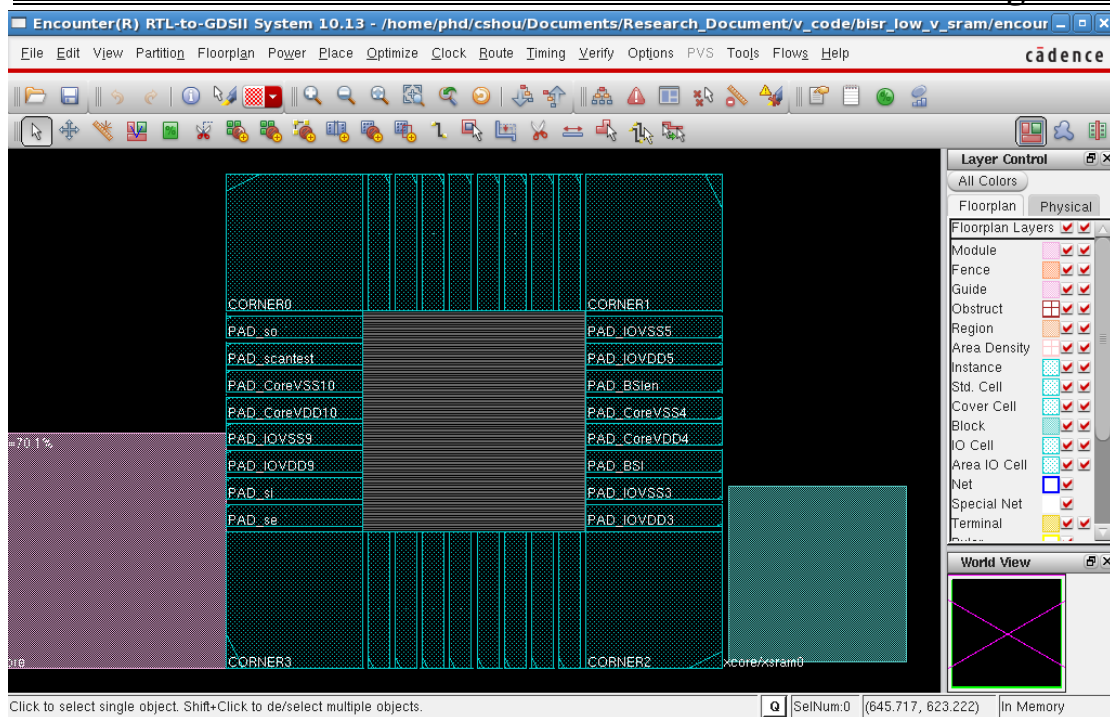 Encounter(R) RTL-to-GDSII System 10.13 - /home/phd/cshou/Documents/Research_Document/v_code/bisr_low_v_sram/encour
File Edit View Partition Floorplan Power Place Optimize Clock Route Timing Verify Options PVS Tools Flows Help
cādence
Layer Control
All Colors
Floorplan Physical
Floorplan Layers
Module
Fence
Guide
Obstruct
Region
Area Density
Instance
Std. Cell
Cover Cell
Block
IO Cell
Area IO Cell
Net
Special Net
Terminal
CORNER0 CORNER1
PAD_so PAD_IOVSS5
PAD_scantest PAD_IOVDD5
PAD_CoreVSS10 PAD_BSIen
PAD_CoreVDD10 PAD_CoreVSS4
PAD_IOVSS9 PAD_CoreVDD4
=70.1%
PAD_IOVDD9 PAD_BSI
PAD_si PAD_IOVSS3
PAD_se PAD_IOVDD3
CORNER3 CORNER2 xcore/xsram0
World View
Click to select single object. Shift+Click to de/select multiple objects.
Q SelNum:0 (645.717, 623.222) In Memory